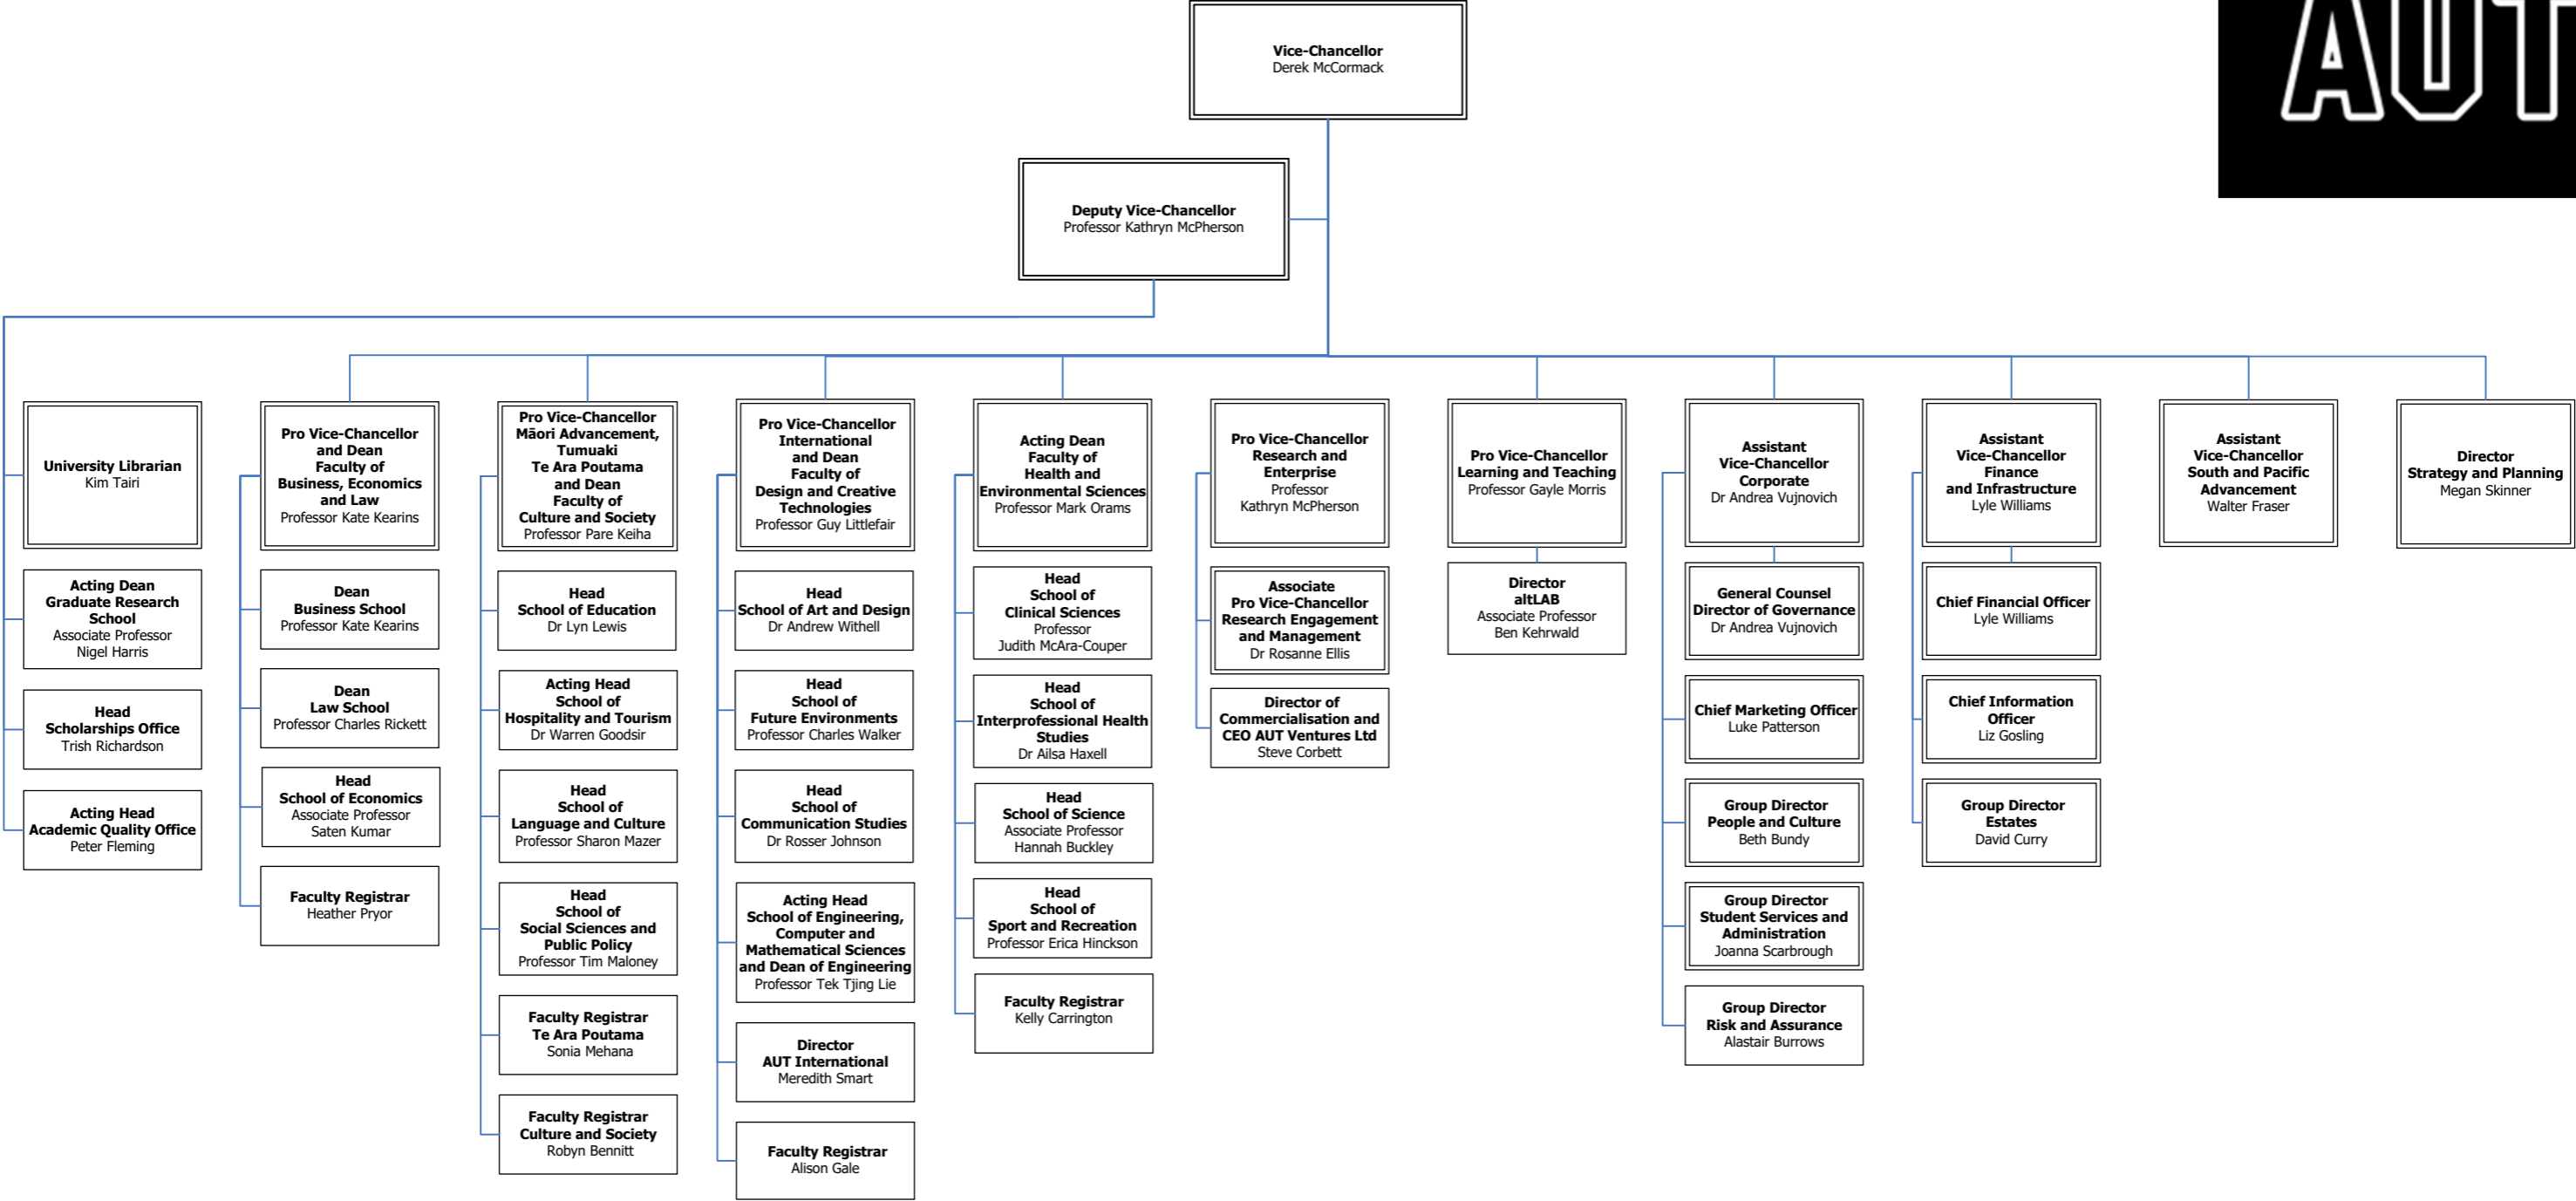 AUT
Vice-Chancellor
Derek McCormack
Deputy Vice-Chancellor
Professor Kathryn McPherson
University Librarian
Kim Tairi
Acting Dean
Graduate Research
School
Associate Professor
Nigel Harris
Head
Scholarships Office
Trish Richardson
Acting Head
Academic Quality Office
Peter Fleming
Pro Vice-Chancellor
and Dean
Faculty of
Business, Economics
and Law
Professor Kate Kearins
Dean
Business School
Professor Kate Kearins
Dean
Law School
Professor Charles Rickett
Head
School of Economics
Associate Professor
Saten Kumar
Faculty Registrar
Heather Pryor
Pro Vice-Chancellor
Māori Advancement,
Tumuaki
Te Ara Poutama
and Dean
Faculty of
Culture and Society
Professor Pare Keiha
Head
School of Education
Dr Lyn Lewis
Acting Head
School of
Hospitality and Tourism
Dr Warren Goodsir
Head
School of
Language and Culture
Professor Sharon Mazer
Head
School of
Social Sciences and
Public Policy
Professor Tim Maloney
Faculty Registrar
Te Ara Poutama
Sonia Mehana
Faculty Registrar
Culture and Society
Robyn Bennitt
Pro Vice-Chancellor
International
and Dean
Faculty of
Design and Creative
Technologies
Professor Guy Littlefair
Head
School of Art and Design
Dr Andrew Withell
Head
School of
Future Environments
Professor Charles Walker
Head
School of
Communication Studies
Dr Rosser Johnson
Acting Head
School of Engineering,
Computer and
Mathematical Sciences
and Dean of Engineering
Professor Tek Tjing Lie
Director
AUT International
Meredith Smart
Faculty Registrar
Alison Gale
Acting Dean
Faculty of
Health and
Environmental Sciences
Professor Mark Orams
Head
School of
Clinical Sciences
Professor
Judith McAra-Couper
Head
School of
Interprofessional Health
Studies
Dr Ailsa Haxell
Head
School of Science
Associate Professor
Hannah Buckley
Head
School of
Sport and Recreation
Professor Erica Hinckson
Faculty Registrar
Kelly Carrington
Pro Vice-Chancellor
Research and
Enterprise
Professor
Kathryn McPherson
Associate
Pro Vice-Chancellor
Research Engagement
and Management
Dr Rosanne Ellis
Director of
Commercialisation and
CEO AUT Ventures Ltd
Steve Corbett
Pro Vice-Chancellor
Learning and Teaching
Professor Gayle Morris
Director
altLAB
Associate Professor
Ben Kehrwald
Assistant
Vice-Chancellor
Corporate
Dr Andrea Vujnovich
General Counsel
Director of Governance
Dr Andrea Vujnovich
Chief Marketing Officer
Luke Patterson
Group Director
People and Culture
Beth Bundy
Group Director
Student Services and
Administration
Joanna Scarbrough
Group Director
Risk and Assurance
Alastair Burrows
Assistant
Vice-Chancellor
Finance
and Infrastructure
Lyle Williams
Chief Financial Officer
Lyle Williams
Chief Information
Officer
Liz Gosling
Group Director
Estates
David Curry
Assistant
Vice-Chancellor
South and Pacific
Advancement
Walter Fraser
Director
Strategy and Planning
Megan Skinner